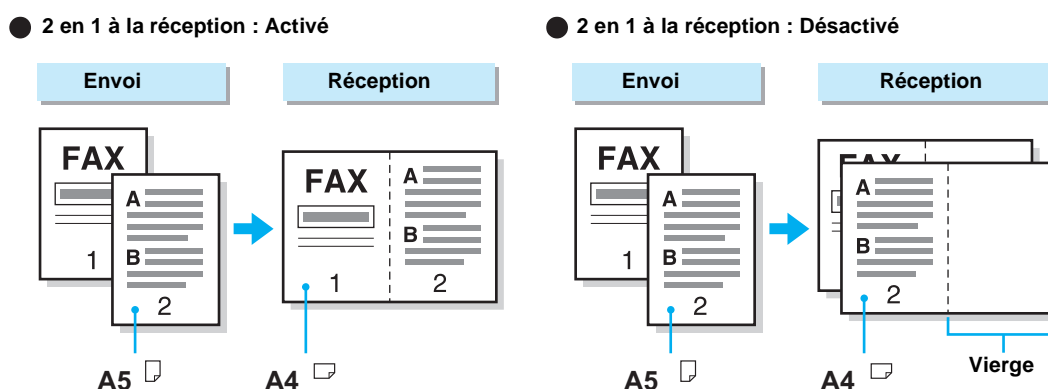 2 en 1 à la réception : Activé
Envoi
Réception
FAX
1
A
B
2
FAX
1
A
B
2
A5
A4
2 en 1 à la réception : Désactivé
Envoi
Réception
FAX
1
A
B
2
FAX
A
B
2
A5
A4
Vierge